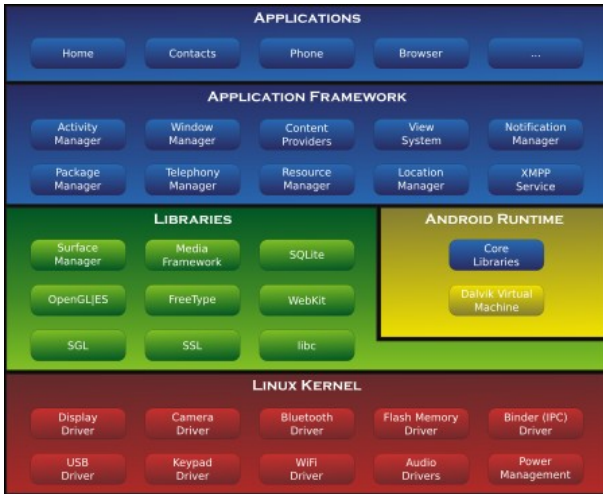 APPLICATIONS
Home
Contacts
Phone
Browser
...
APPLICATION FRAMEWORK
Activity
Manager
Window
Manager
Content
Providers
View
System
Notification
Manager
Package
Manager
Telephony
Manager
Resource
Manager
Location
Manager
XMPP
Service
LIBRARIES
Surface
Manager
Media
Framework
SQLite
OpenGL|ES
FreeType
WebKit
SGL
SSL
libc
ANDROID RUNTIME
Core
Libraries
Dalvik Virtual
Machine
LINUX KERNEL
Display
Driver
Camera
Driver
Bluetooth
Driver
Flash Memory
Driver
Binder (IPC)
Driver
USB
Driver
Keypad
Driver
WiFi
Driver
Audio
Drivers
Power
Management